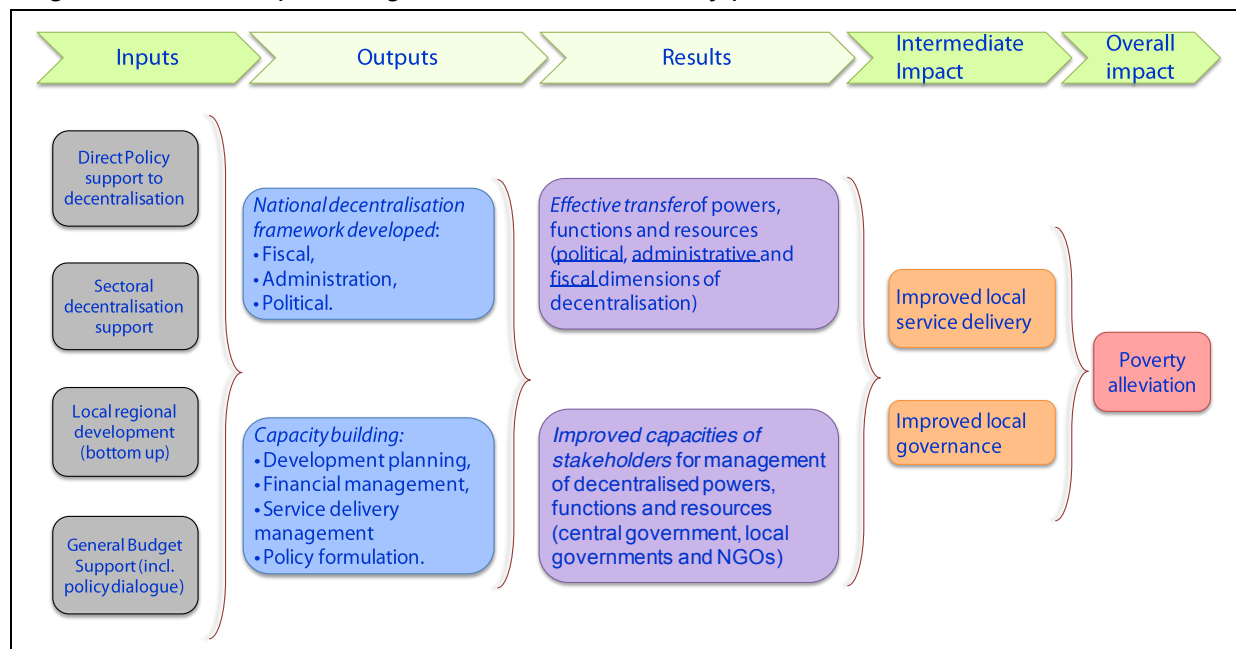 Inputs
Outputs
Results
Intermediate
Impact
Overall
impact
Direct Policy
support to
decentralisation
Sectoral
decentralisation
support
Local regional
development
(bottom up)
General Budget
Support (incl.
policy dialogue)
National decentralisation
framework developed:
• Fiscal,
• Administration,
• Political.
Capacity building:
• Development planning,
• Financial management,
• Service delivery
management
• Policy formulation.
Effective transfer of powers,
functions and resources
(political, administrative and
fiscal dimensions of
decentralisation)
Improved capacities of
stakeholders for management
of decentralised powers,
functions and resources
(central government, local
governments and NGOs)
Improved local
service delivery
Improved local
governance
Poverty
alleviation